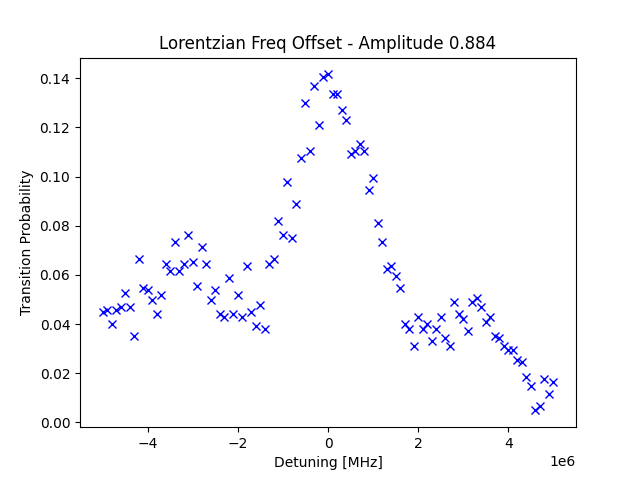 Lorentzian Freq Offset - Amplitude 0.884
Transition Probability
0.14
0.12
0.10
0.08
0.06
0.04
0.02
0.00
−4 −2 0 2 4
1e6
Detuning [MHz]